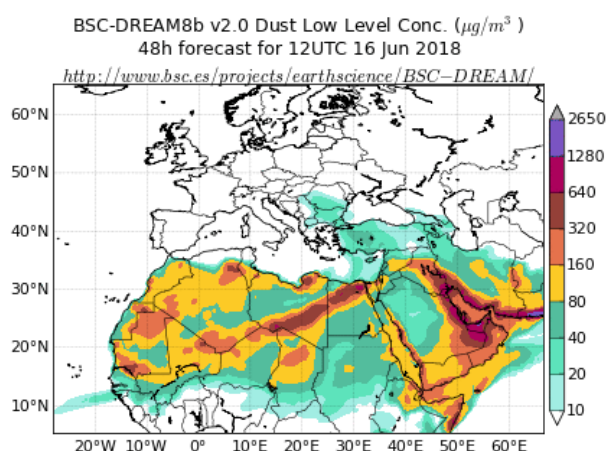 BSC-DREAM8b v2.0 Dust Low Level Conc. (μg/m³ )
48h forecast for 12UTC 16 Jun 2018
http://www.bsc.es/projects/earthscience/BSC−DREAM/
60°N
50°N
40°N
30°N
20°N
10°N
20°W 10°W 0° 10°E 20°E 30°E 40°E 50°E 60°E
2650
1280
640
320
160
80
40
20
10